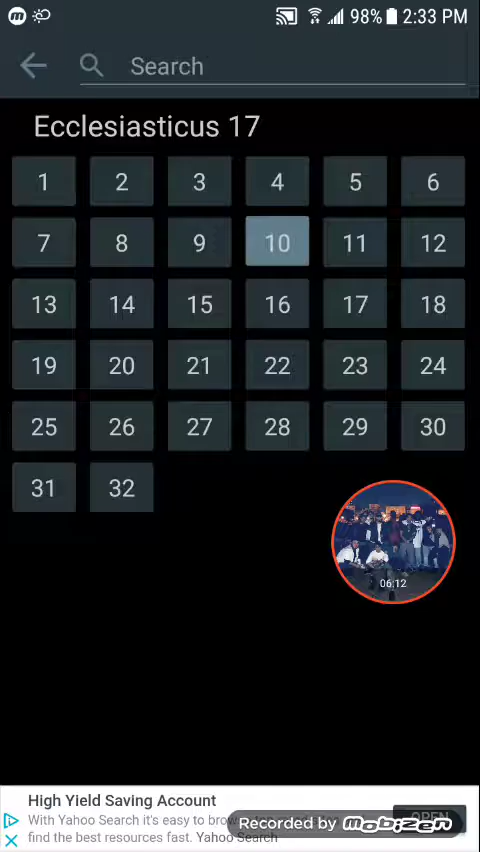 98% 2:33 PM
Search
Ecclesiasticus 17
1 2 3 4 5 6
7 8 9 10 11 12
13 14 15 16 17 18
19 20 21 22 23 24
25 26 27 28 29 30
31 32
06:12
High Yield Saving Account
With Yahoo Search it's easy to
find the best resources fast. Yahoo Search
OPEN
Recorded by mobizen